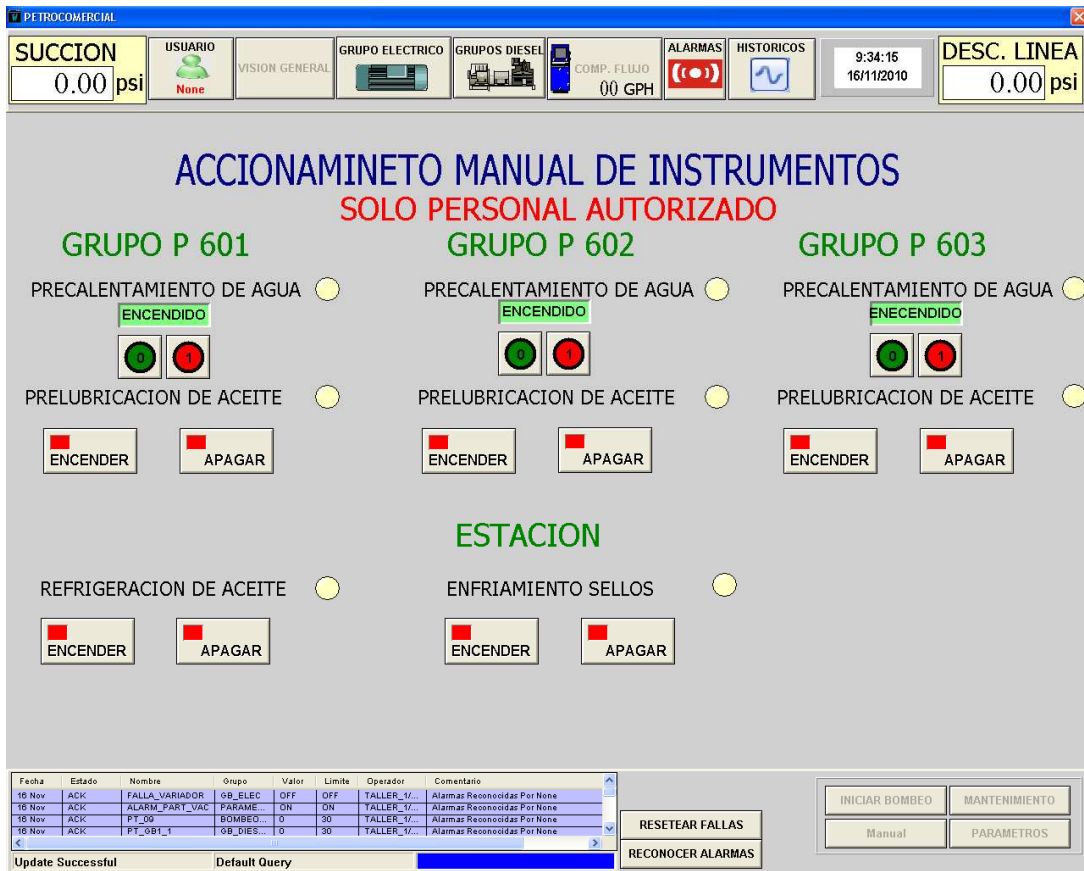 PETROCOMERCIAL
SUCCION
0.00 psi
USUARIO
None
VISION GENERAL
GRUPO ELECTRICO
GRUPOS DIESEL
COMP. FLUJO
00 GPH
ALARMAS
HISTORICOS
9:34:15
16/11/2010
DESC. LINEA
0.00 psi
ACCIONAMINETO MANUAL DE INSTRUMENTOS
SOLO PERSONAL AUTORIZADO
GRUPO P 601 GRUPO P 602 GRUPO P 603
PRECALENTAMIENTO DE AGUA PRECALENTAMIENTO DE AGUA PRECALENTAMIENTO DE AGUA
ENCENDIDO ENCENDIDO ENECENDIDO
0 1 0 1 0 1
PRELUBRICACION DE ACEITE PRELUBRICACION DE ACEITE PRELUBRICACION DE ACEITE
ENCENDER APAGAR ENCENDER APAGAR ENCENDER APAGAR
ESTACION
REFRIGERACION DE ACEITE ENFRIAMIENTO SELLOS
ENCENDER APAGAR ENCENDER APAGAR
Fecha Estado Nombre Grupo Valor Limite Operador Comentario
16 Nov ACK FALLA_VARIADOR GB_ELEC OFF OFF TALLER_1/... Alarmas Reconocidas Por None
16 Nov ACK ALARM_PART_VAC PARAME... ON ON TALLER_1/... Alarmas Reconocidas Por None
16 Nov ACK PT_09 BOMBEO... 0 30 TALLER_1/... Alarmas Reconocidas Por None
16 Nov ACK PT_GB1_1 GB_DIES... 0 30 TALLER_1/... Alarmas Reconocidas Por None
Update Successful Default Query
RESETEAR FALLAS
RECONOCER ALARMAS
INICIAR BOMBEO MANTENIMIENTO
Manual PARAMETROS